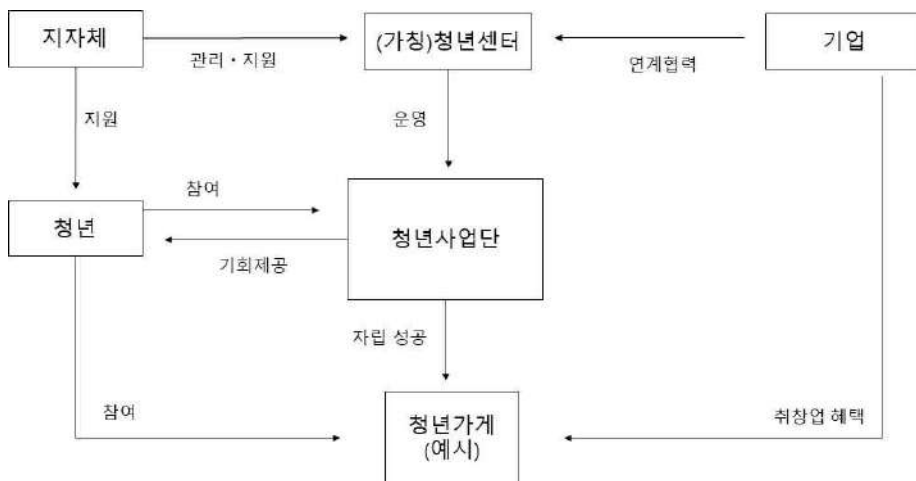 지자체
(가칭)청년센터
기업
관리・지원
연계협력
지원
운영
참여
청년
청년사업단
기회제공
자립 성공
참여
청년가게
(예시)
취창업 혜택